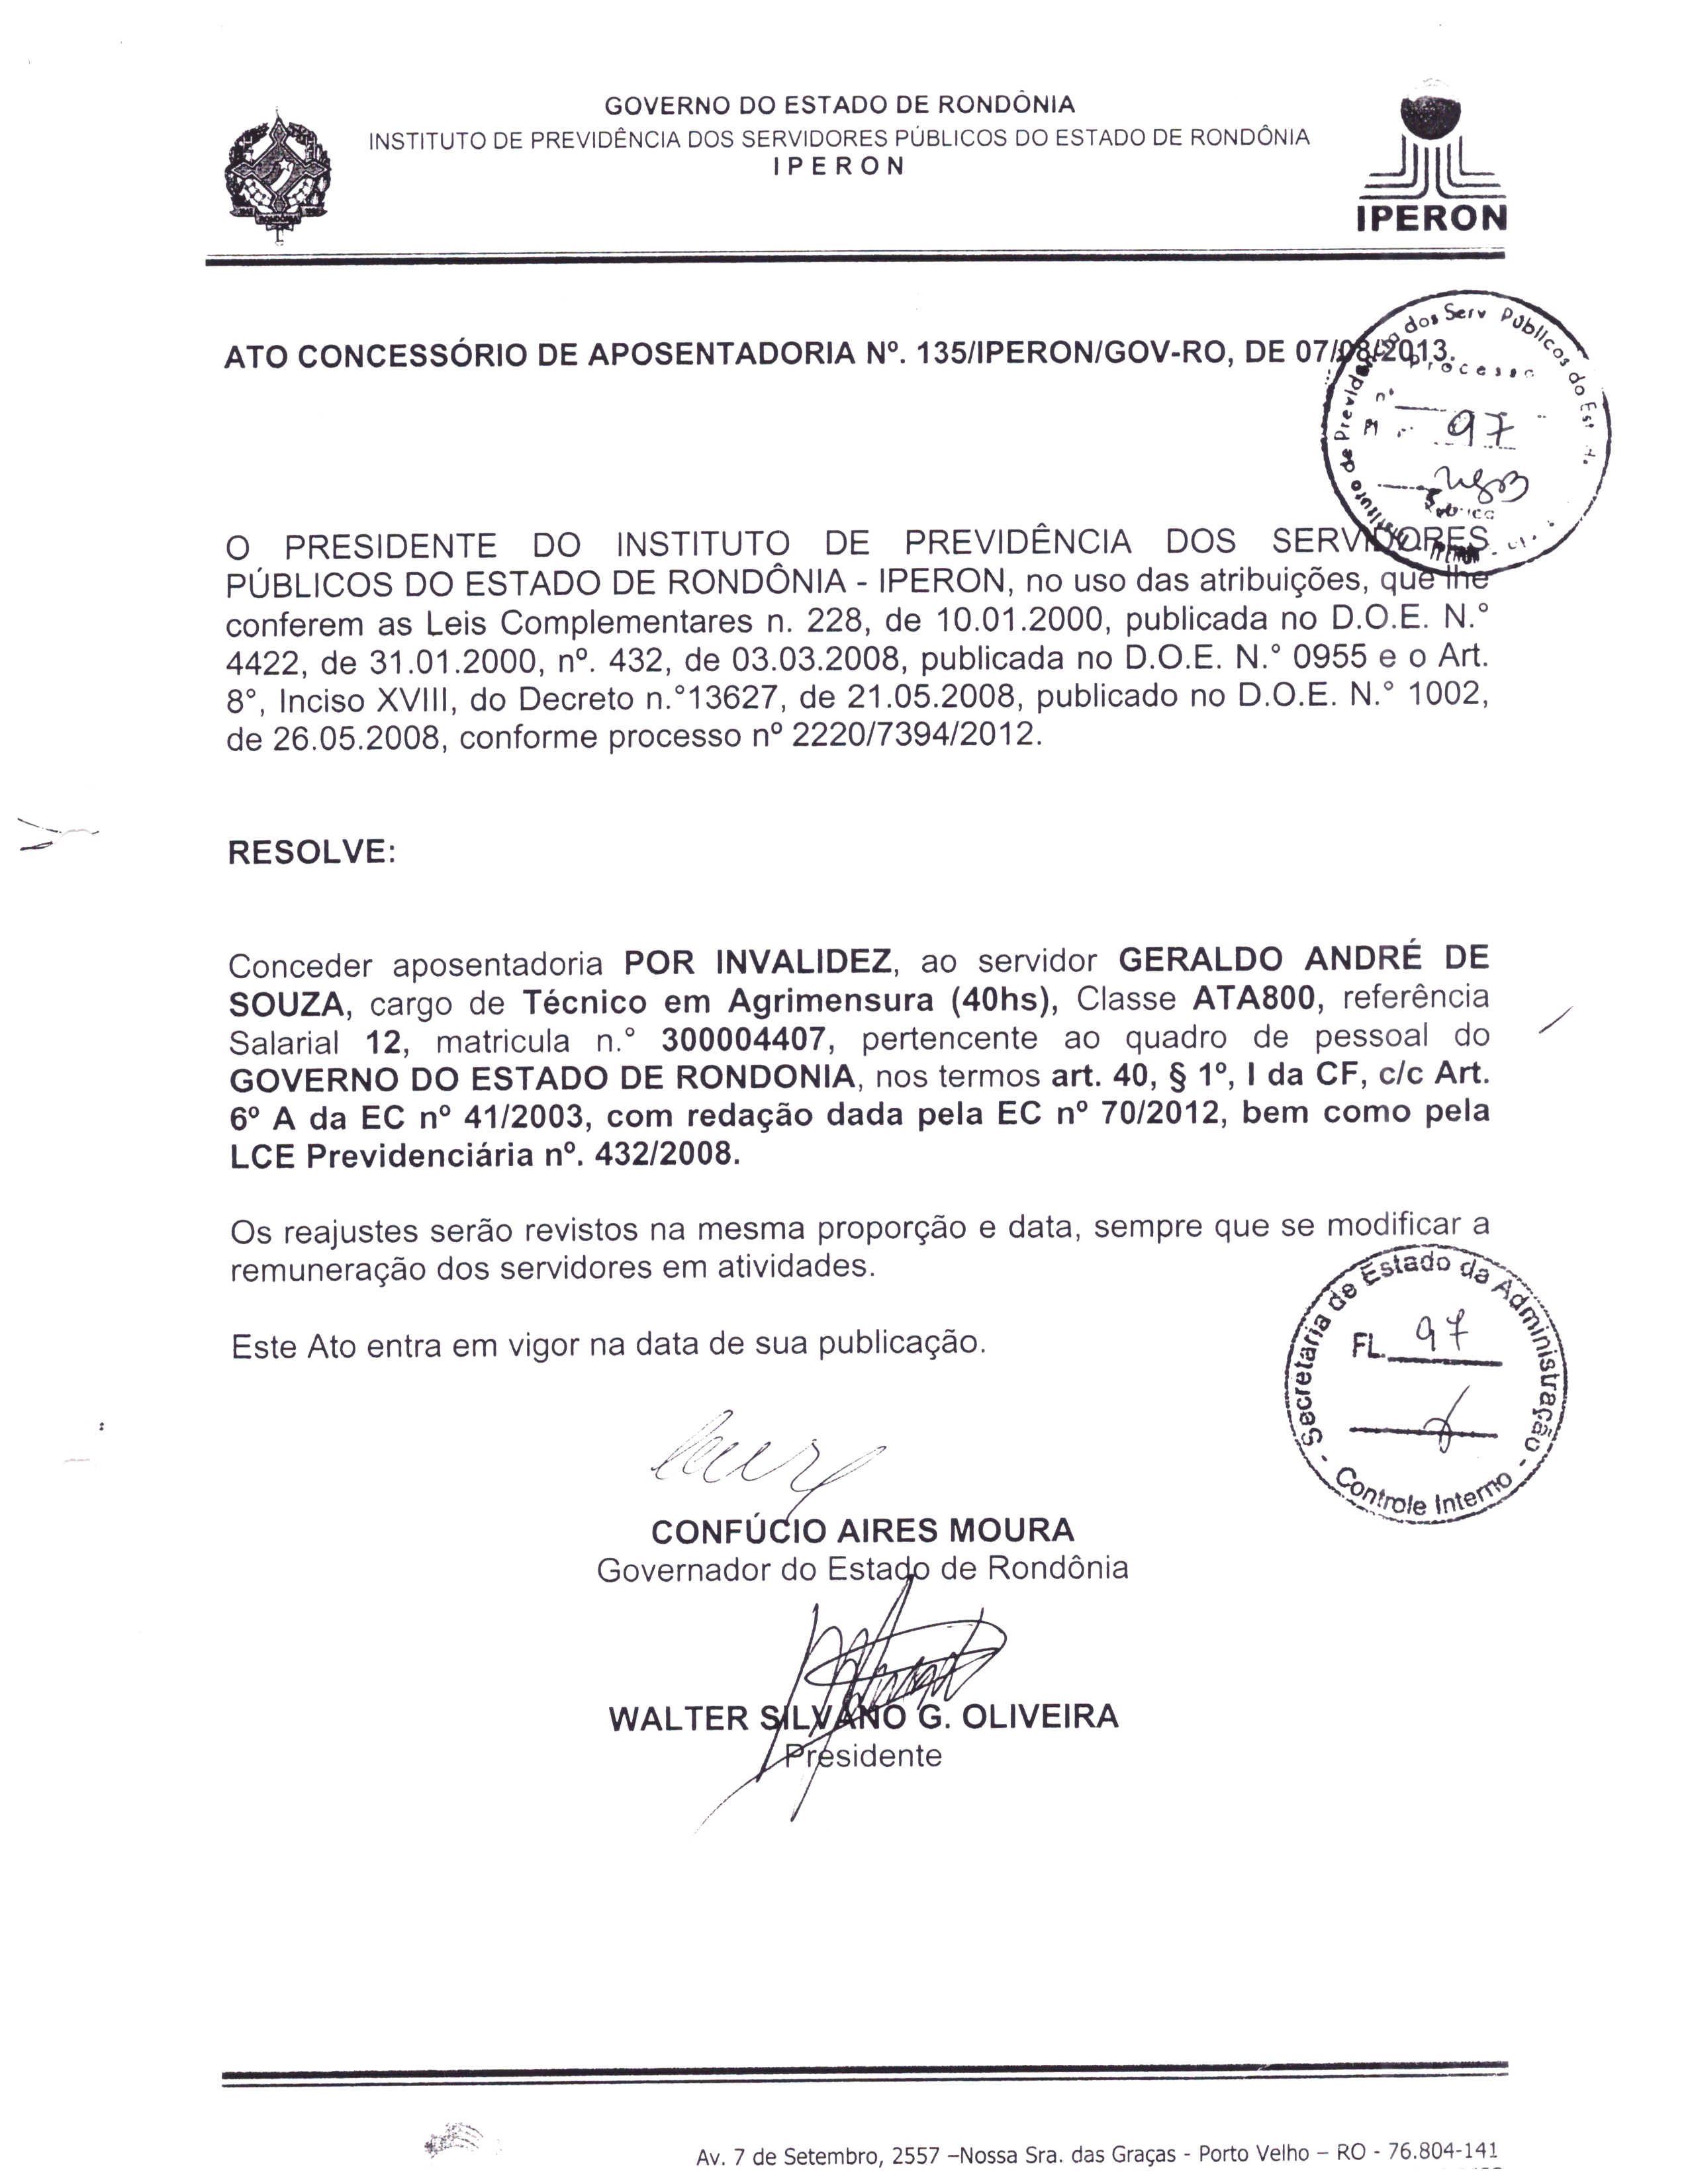 GOVERNO DO ESTADO DE RONDÔNIA
INSTITUTO DE PREVIDÊNCIA DOS SERVIDORES PÚBLICOS DO ESTADO DE RONDÔNIA
IPERON
RONDÔNIA
IPERON
ATO CONCESSÓRIO DE APOSENTADORIA Nº. 135/IPERON/GOV-RO, DE 07/08/2013.
Instituto de Previdência dos Serv Públicos do Est
Processo
nº
97
Rubrica
IPERON
O PRESIDENTE DO INSTITUTO DE PREVIDÊNCIA DOS SERVIDORES
PÚBLICOS DO ESTADO DE RONDÔNIA - IPERON, no uso das atribuições, que lhe
conferem as Leis Complementares n. 228, de 10.01.2000, publicada no D.O.E. N.°
4422, de 31.01.2000, nº. 432, de 03.03.2008, publicada no D.O.E. N.° 0955 e o Art.
8°, Inciso XVIII, do Decreto n.°13627, de 21.05.2008, publicado no D.O.E. N.° 1002,
de 26.05.2008, conforme processo nº 2220/7394/2012.
RESOLVE:
Conceder aposentadoria POR INVALIDEZ, ao servidor GERALDO ANDRÉ DE
SOUZA, cargo de Técnico em Agrimensura (40hs), Classe ATA800, referência
Salarial 12, matricula n.° 300004407, pertencente ao quadro de pessoal do
GOVERNO DO ESTADO DE RONDONIA, nos termos art. 40, § 1º, I da CF, c/c Art.
6º A da EC nº 41/2003, com redação dada pela EC nº 70/2012, bem como pela
LCE Previdenciária nº. 432/2008.
Os reajustes serão revistos na mesma proporção e data, sempre que se modificar a
remuneração dos servidores em atividades.
Este Ato entra em vigor na data de sua publicação.
Secretaria de Estado da Administração
FL. 97
- Controle Interno -
CONFÚCIO AIRES MOURA
Governador do Estado de Rondônia
WALTER SILVANO G. OLIVEIRA
Presidente
Av. 7 de Setembro, 2557 –Nossa Sra. das Graças - Porto Velho – RO - 76.804-141